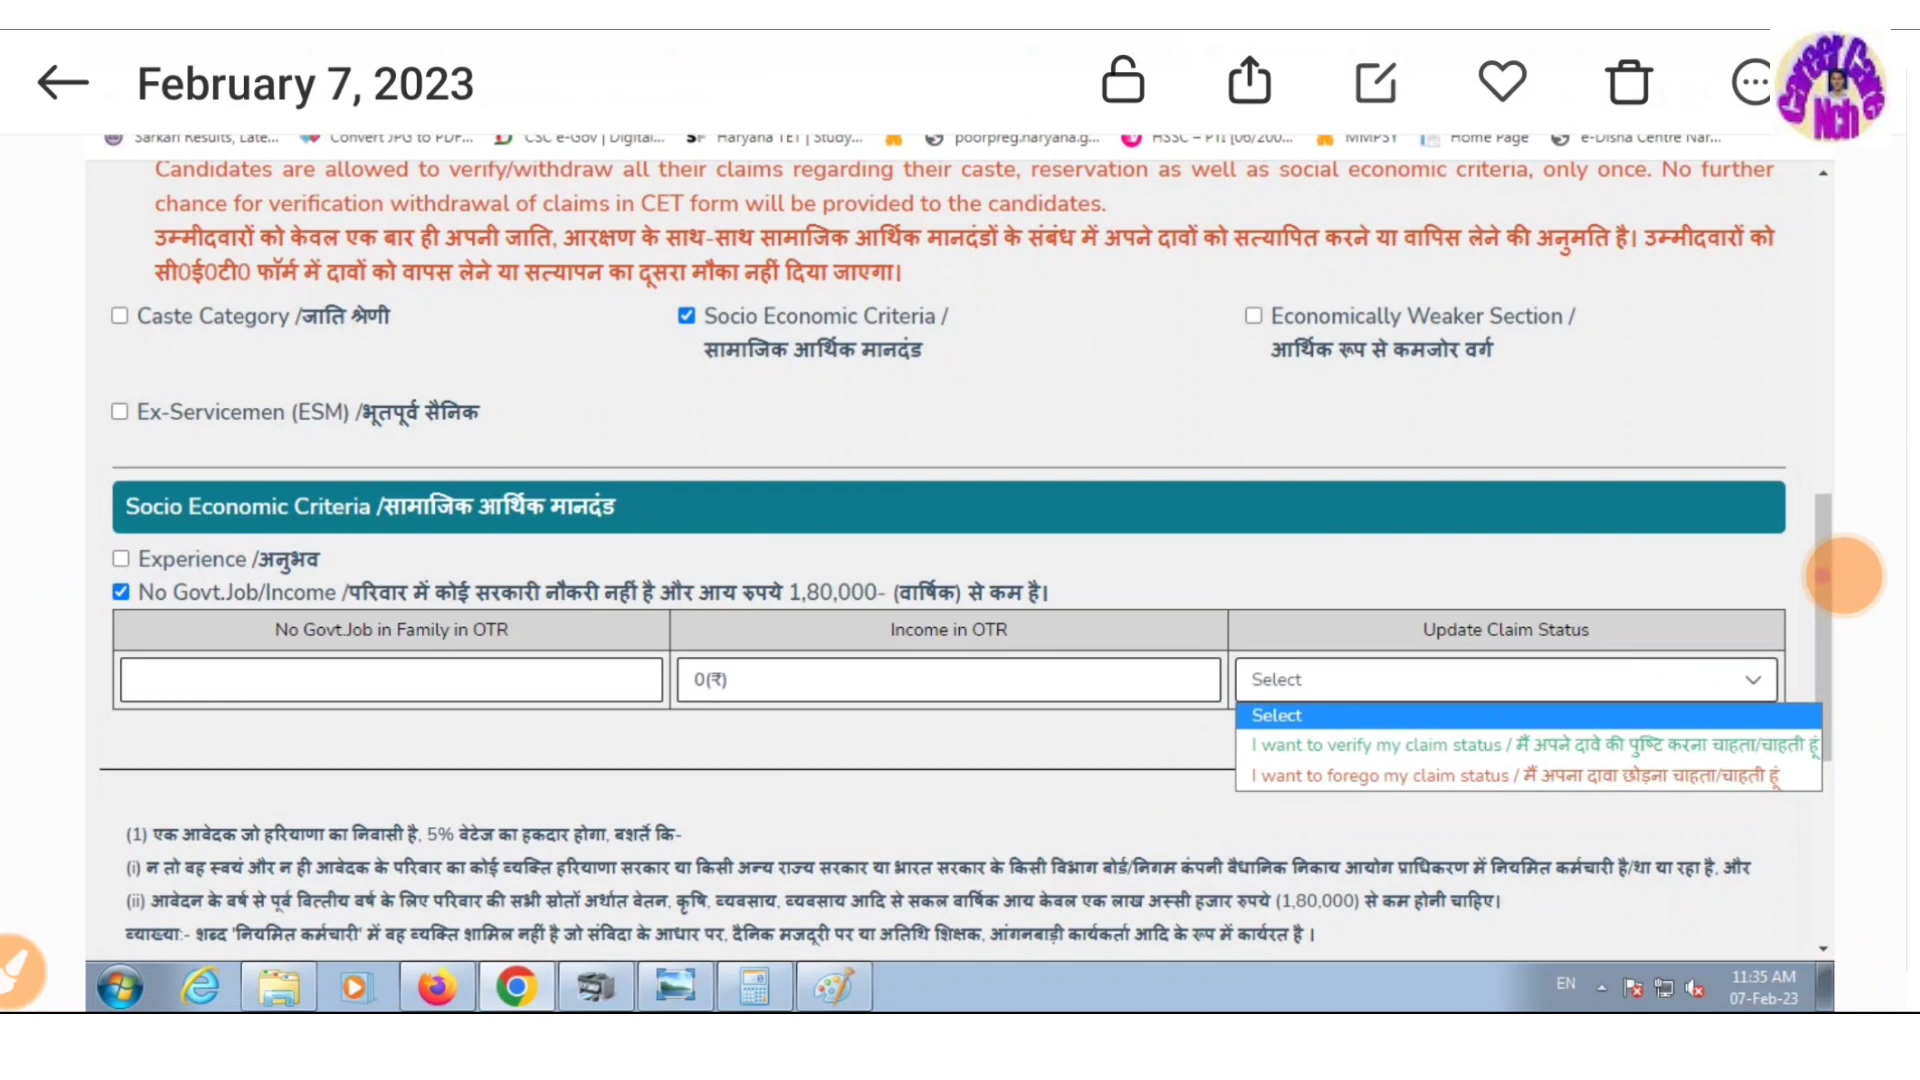 February 7, 2023
Sarkari Results, Late... Convert JPG to PDF... CSC e-Gov | Digital... Haryana TET | Study... poorpreg.haryana.g... HSSC – PTI [06/200... MMPSY Home Page e-Disha Centre Nar...
Candidates are allowed to verify/withdraw all their claims regarding their caste, reservation as well as social economic criteria, only once. No further
chance for verification withdrawal of claims in CET form will be provided to the candidates.
उम्मीदवारों को केवल एक बार ही अपनी जाति, आरक्षण के साथ-साथ सामाजिक आर्थिक मानदंडों के संबंध में अपने दावों को सत्यापित करने या वापिस लेने की अनुमति है। उम्मीदवारों को
सी0ई0टी0 फॉर्म में दावों को वापस लेने या सत्यापन का दूसरा मौका नहीं दिया जाएगा।
Caste Category /जाति श्रेणी
Socio Economic Criteria /
सामाजिक आर्थिक मानदंड
Economically Weaker Section /
आर्थिक रूप से कमजोर वर्ग
Ex-Servicemen (ESM) /भूतपूर्व सैनिक
Socio Economic Criteria /सामाजिक आर्थिक मानदंड
Experience /अनुभव
No Govt.Job/Income /परिवार में कोई सरकारी नौकरी नहीं है और आय रुपये 1,80,000- (वार्षिक) से कम है।
No Govt.Job in Family in OTR Income in OTR Update Claim Status
0(₹) Select
Select
I want to verify my claim status / मैं अपने दावे की पुष्टि करना चाहता/चाहती हूं
I want to forego my claim status / मैं अपना दावा छोड़ना चाहता/चाहती हूं
(1) एक आवेदक जो हरियाणा का निवासी है, 5% वेटेज का हकदार होगा, बशर्ते कि-
(i) न तो वह स्वयं और न ही आवेदक के परिवार का कोई व्यक्ति हरियाणा सरकार या किसी अन्य राज्य सरकार या भारत सरकार के किसी विभाग बोर्ड/निगम कंपनी वैधानिक निकाय आयोग प्राधिकरण में नियमित कर्मचारी है/था या रहा है, और
(ii) आवेदन के वर्ष से पूर्व वित्तीय वर्ष के लिए परिवार की सभी स्रोतों अर्थात वेतन, कृषि, व्यवसाय, व्यवसाय आदि से सकल वार्षिक आय केवल एक लाख अस्सी हजार रुपये (1,80,000) से कम होनी चाहिए।
व्याख्या:- शब्द 'नियमित कर्मचारी' में वह व्यक्ति शामिल नहीं है जो संविदा के आधार पर, दैनिक मजदूरी पर या अतिथि शिक्षक, आंगनबाड़ी कार्यकर्ता आदि के रूप में कार्यरत है ।
EN
11:35 AM
07-Feb-23